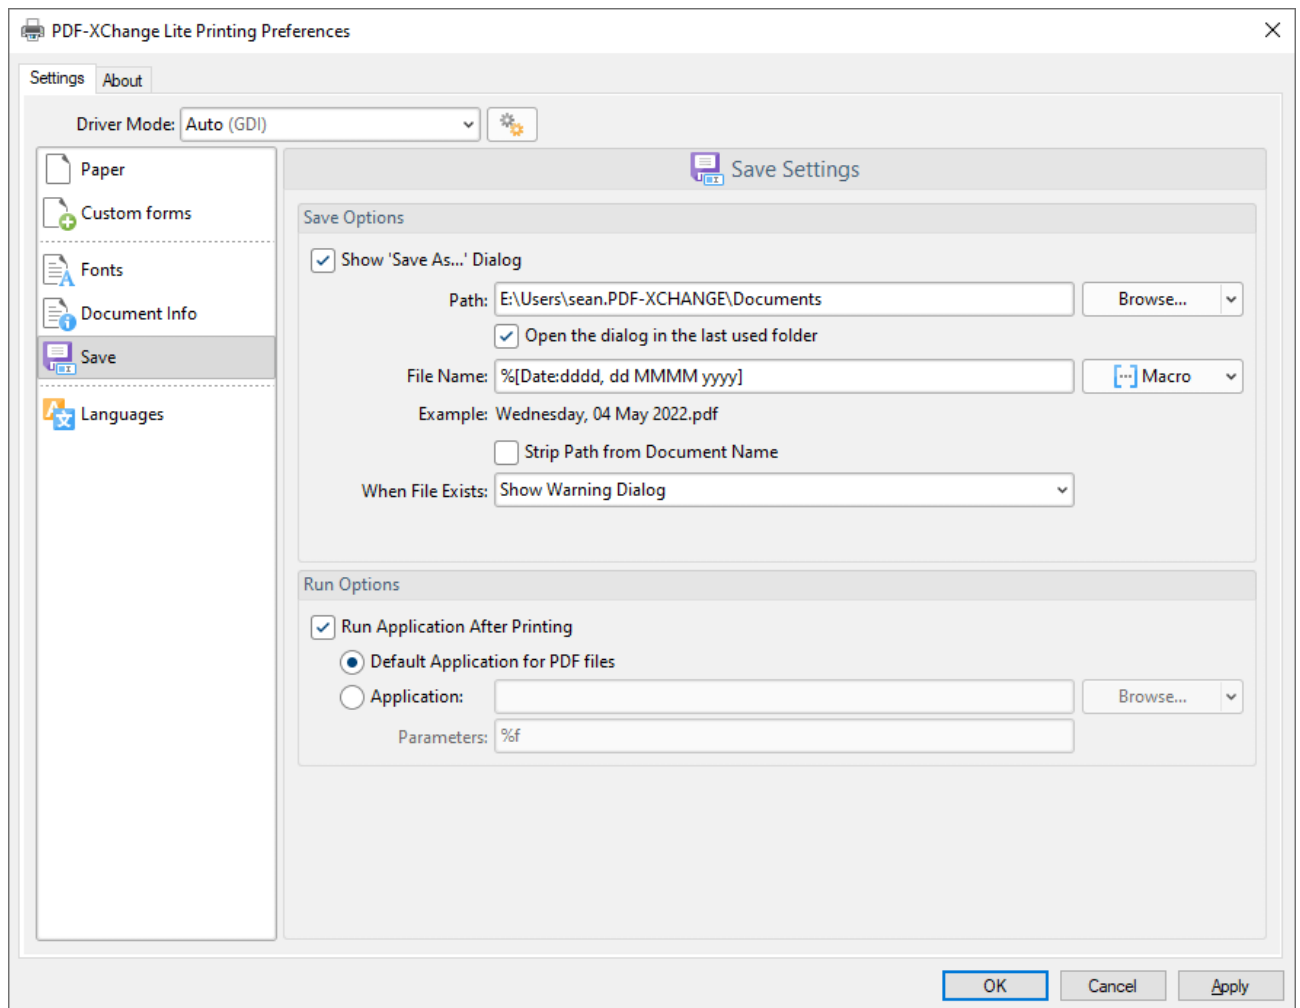 PDF-XChange Lite Printing Preferences
Settings About
Driver Mode: Auto (GDI)
Paper
Custom forms
Fonts
Document Info
Save
Languages
Save Settings
Save Options
Show 'Save As...' Dialog
Path: E:\Users\sean.PDF-XCHANGE\Documents Browse...
Open the dialog in the last used folder
File Name: %[Date:dddd, dd MMMM yyyy] Macro
Example: Wednesday, 04 May 2022.pdf
Strip Path from Document Name
When File Exists: Show Warning Dialog
Run Options
Run Application After Printing
Default Application for PDF files
Application: Browse...
Parameters: %f
OK Cancel Apply